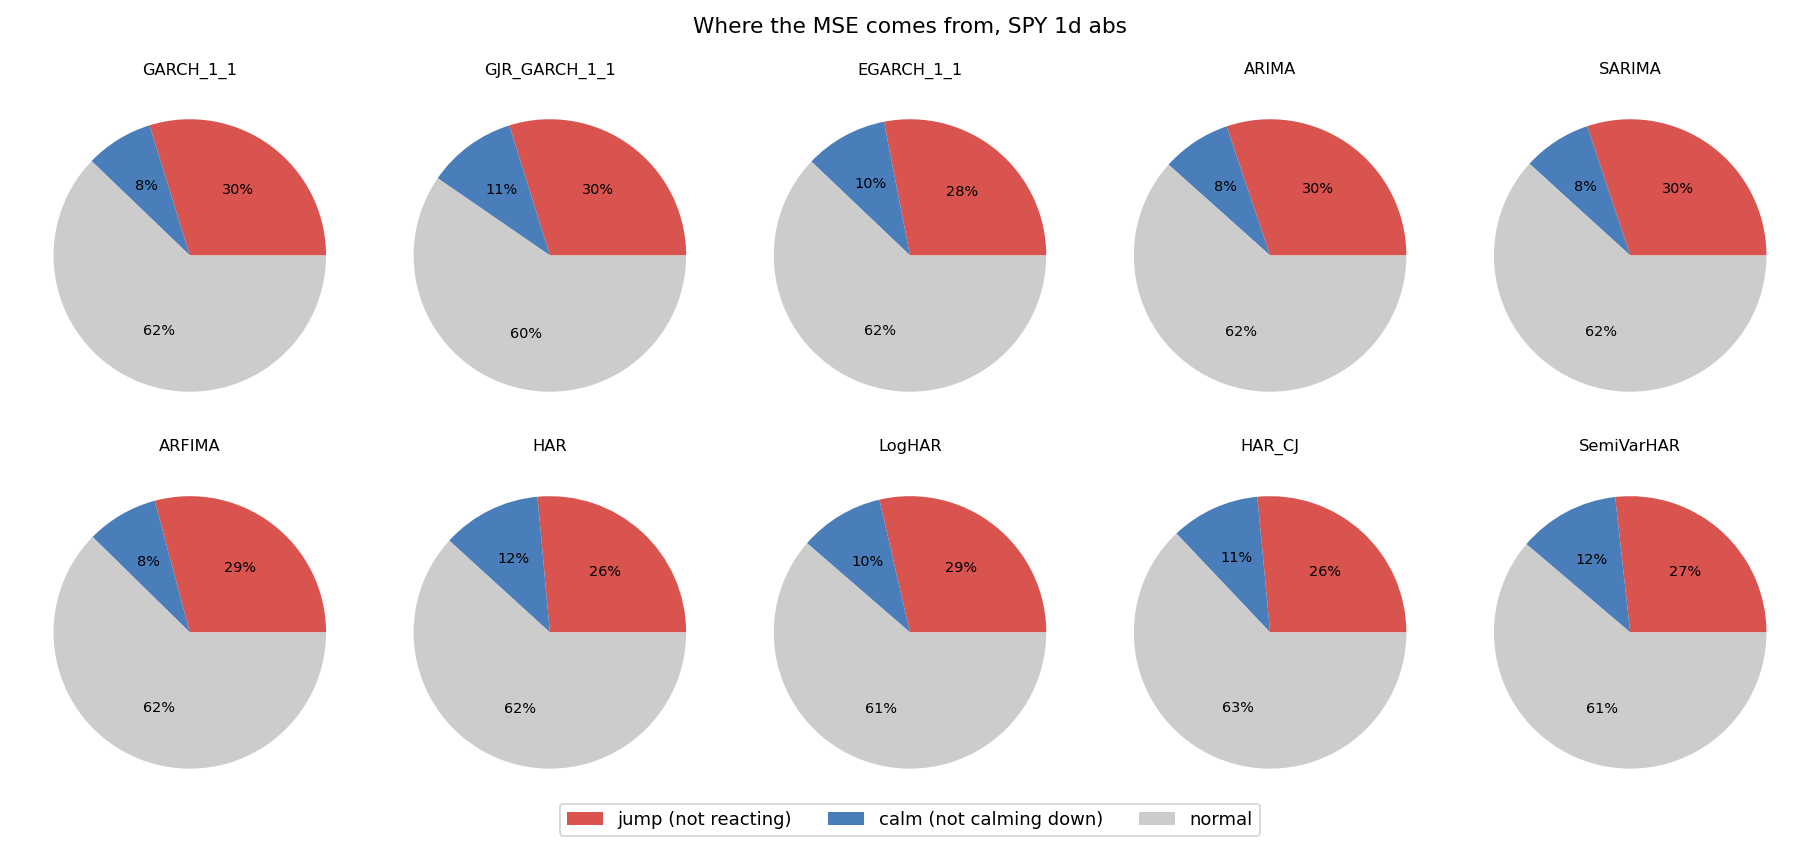 Where the MSE comes from, SPY 1d abs
GARCH_1_1
8%
30%
62%
GJR_GARCH_1_1
11%
30%
60%
EGARCH_1_1
10%
28%
62%
ARIMA
8%
30%
62%
SARIMA
8%
30%
62%
ARFIMA
8%
29%
62%
HAR
12%
26%
62%
LogHAR
10%
29%
61%
HAR_CJ
11%
26%
63%
SemiVarHAR
12%
27%
61%
jump (not reacting)
calm (not calming down)
normal